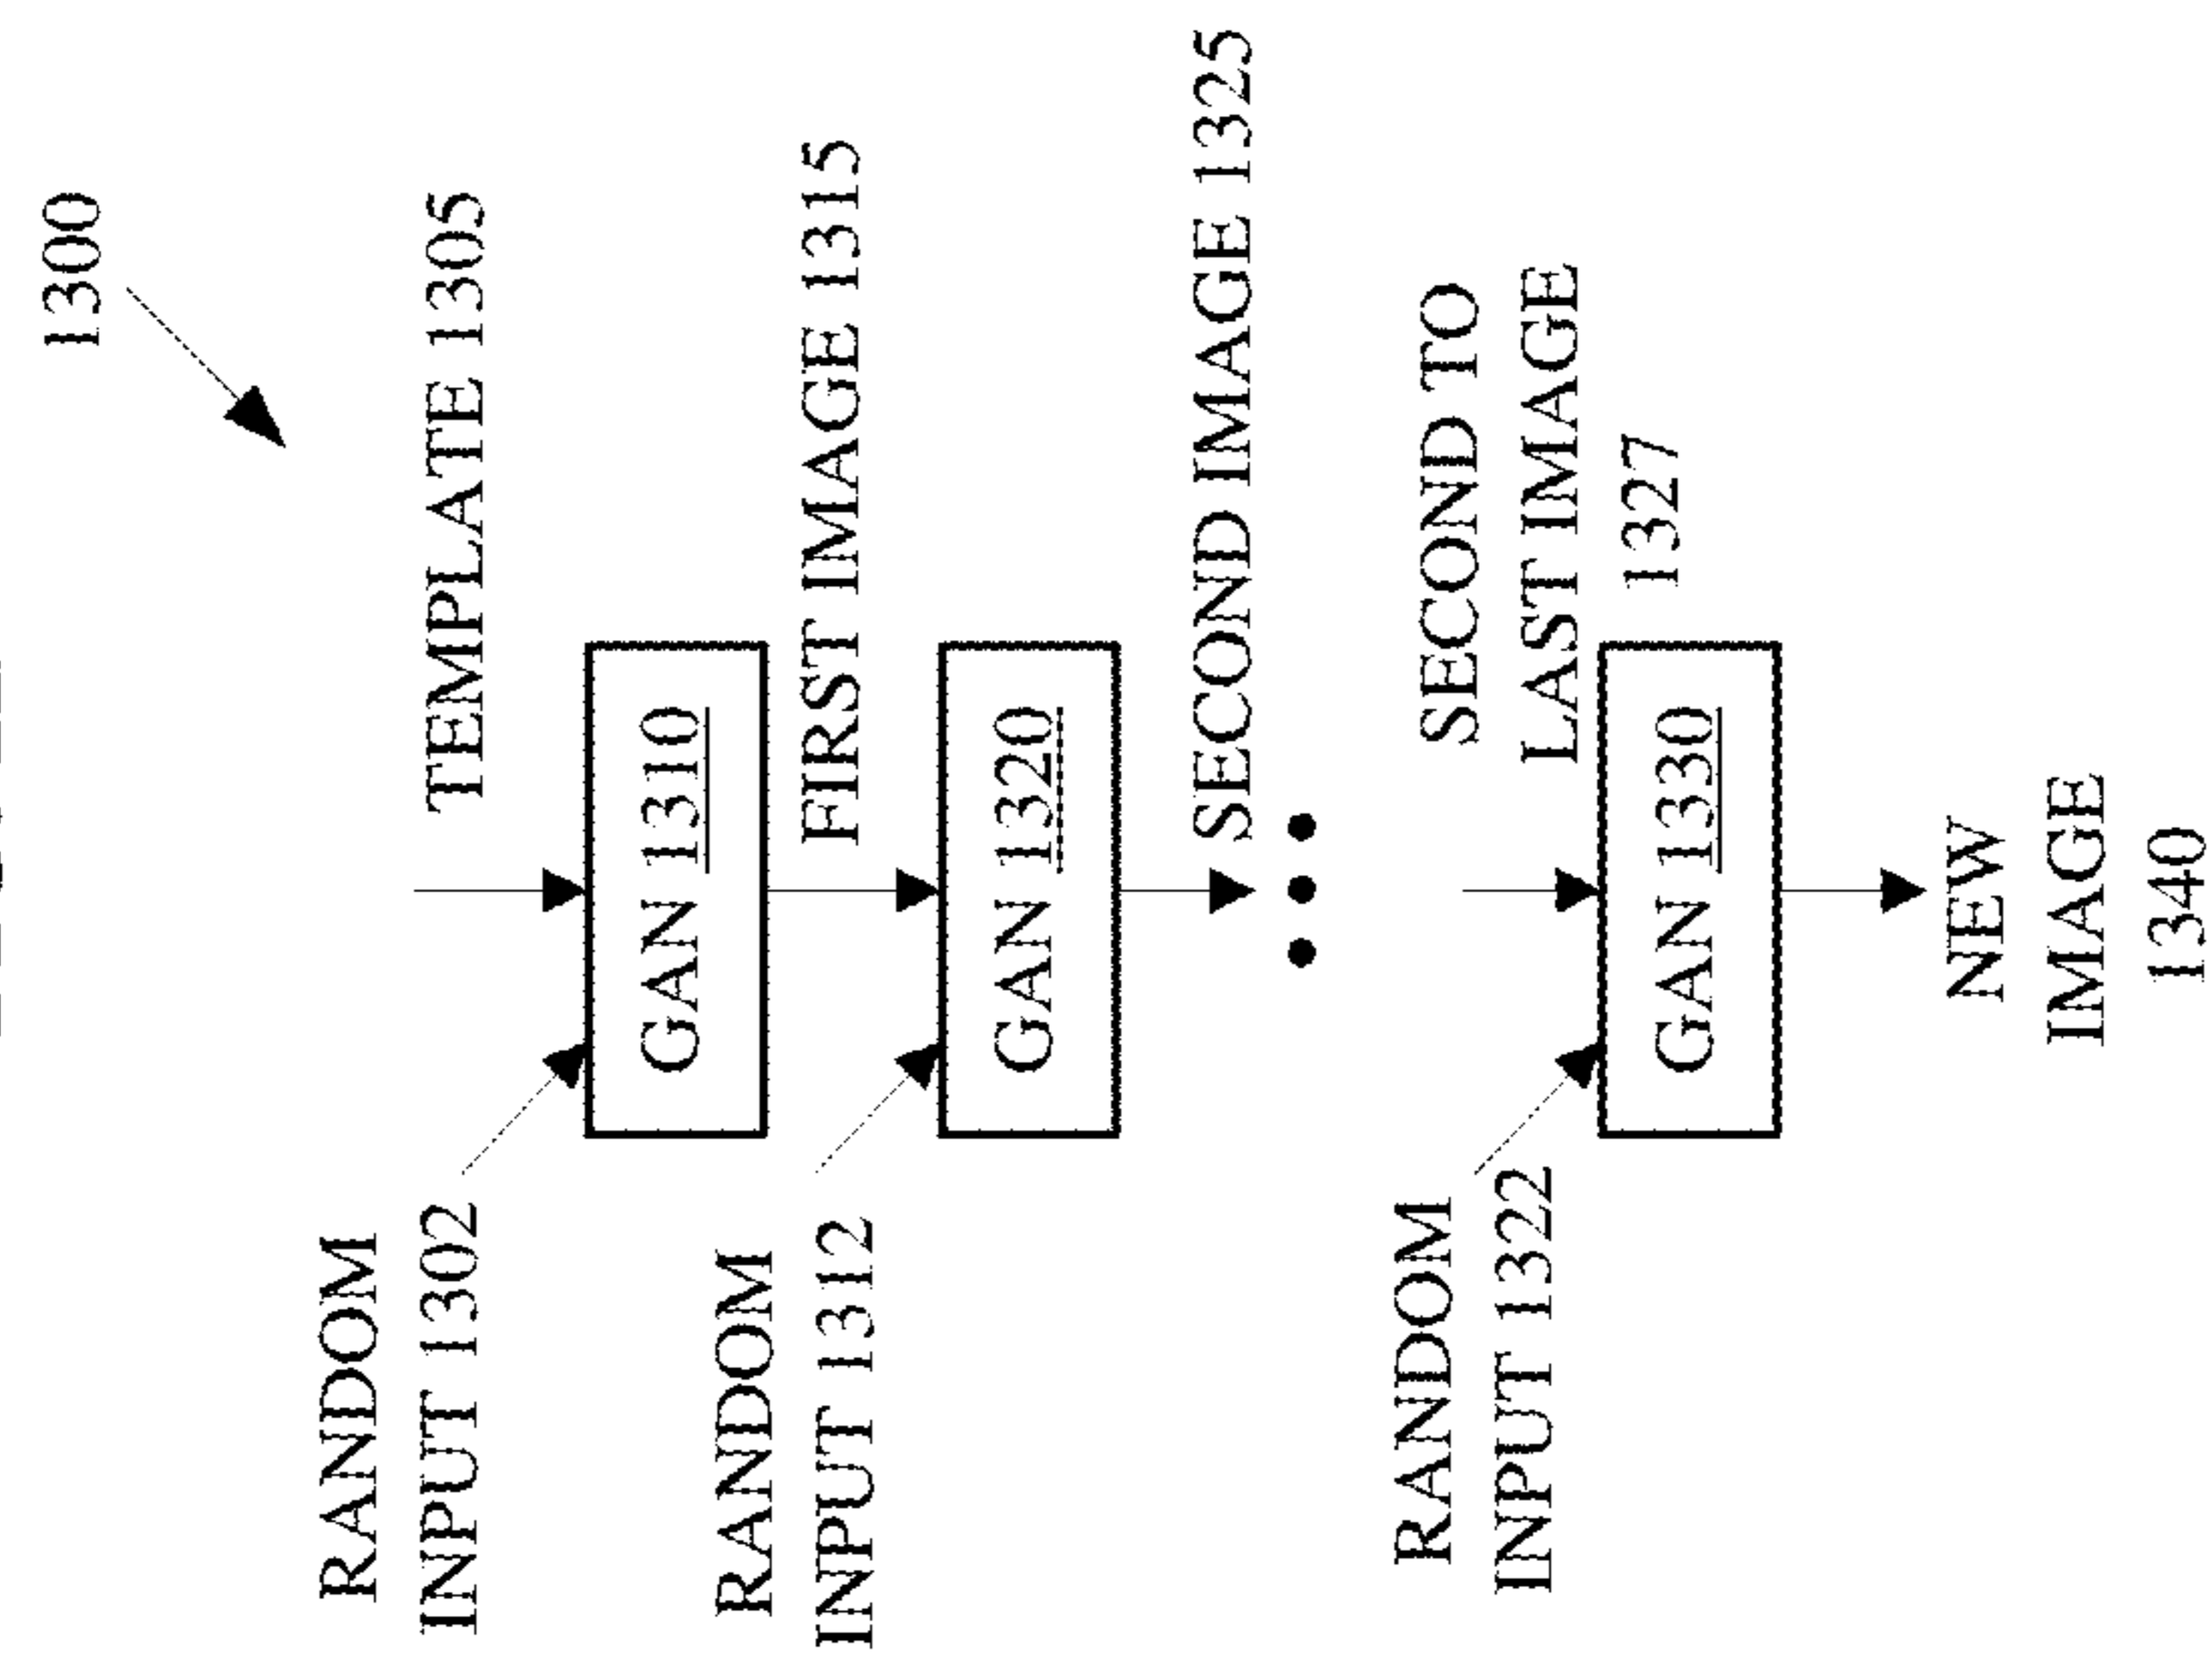 1300
TEMPLATE 1305
RANDOM
INPUT 1302
GAN 1310
FIRST IMAGE 1315
RANDOM
INPUT 1312
GAN 1320
SECOND IMAGE 1325
SECOND TO
LAST IMAGE
1327
RANDOM
INPUT 1322
GAN 1330
NEW
IMAGE
1340